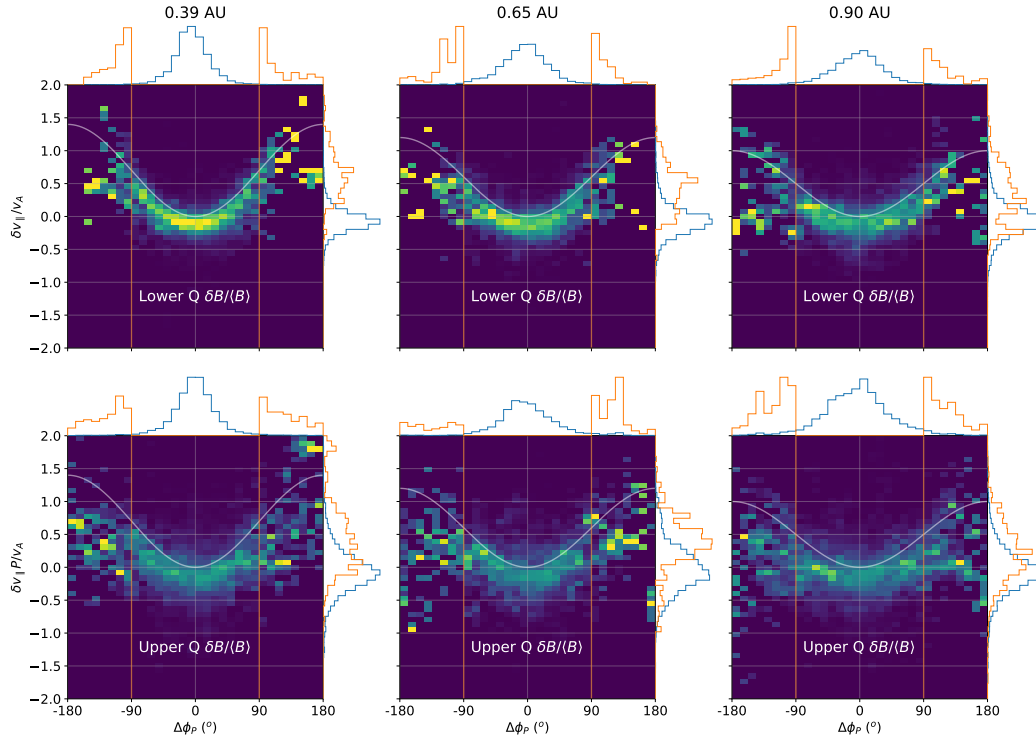 0.39 AU 0.65 AU 0.90 AU
2.0
1.5
1.0
0.5
0.0
−0.5
−1.0
−1.5
−2.0
δv∥/vA
Lower Q δB/⟨B⟩ Lower Q δB/⟨B⟩ Lower Q δB/⟨B⟩
2.0
1.5
1.0
0.5
0.0
−0.5
−1.0
−1.5
−2.0
δv∥P/vA
Upper Q δB/⟨B⟩ Upper Q δB/⟨B⟩ Upper Q δB/⟨B⟩
-180 -90 0 90 180 -180 -90 0 90 180 -180 -90 0 90 180
ΔϕP (o) ΔϕP (o) ΔϕP (o)